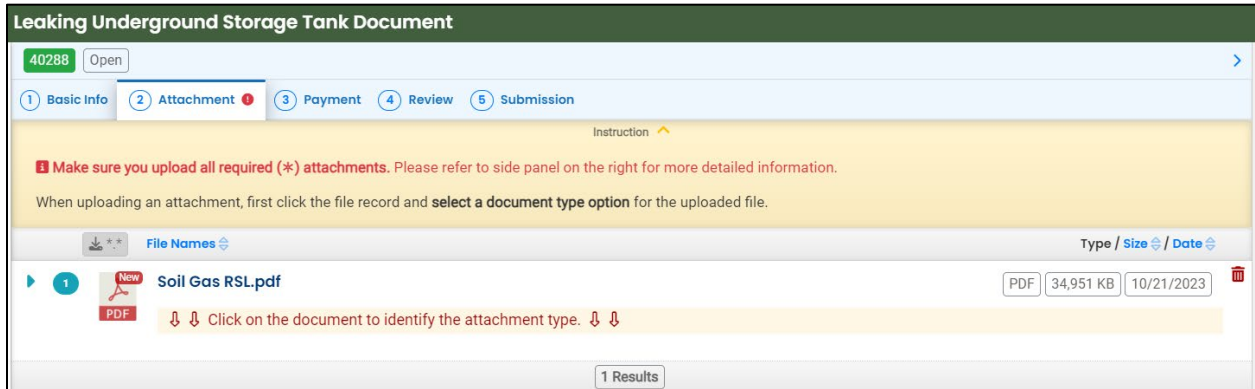 Leaking Underground Storage Tank Document
40288 Open
1 Basic Info 2 Attachment 3 Payment 4 Review 5 Submission
Instruction
Make sure you upload all required (*) attachments. Please refer to side panel on the right for more detailed information.
When uploading an attachment, first click the file record and select a document type option for the uploaded file.
*.* File Names Type / Size / Date
1 New PDF Soil Gas RSL.pdf PDF 34,951 KB 10/21/2023
Click on the document to identify the attachment type.
1 Results